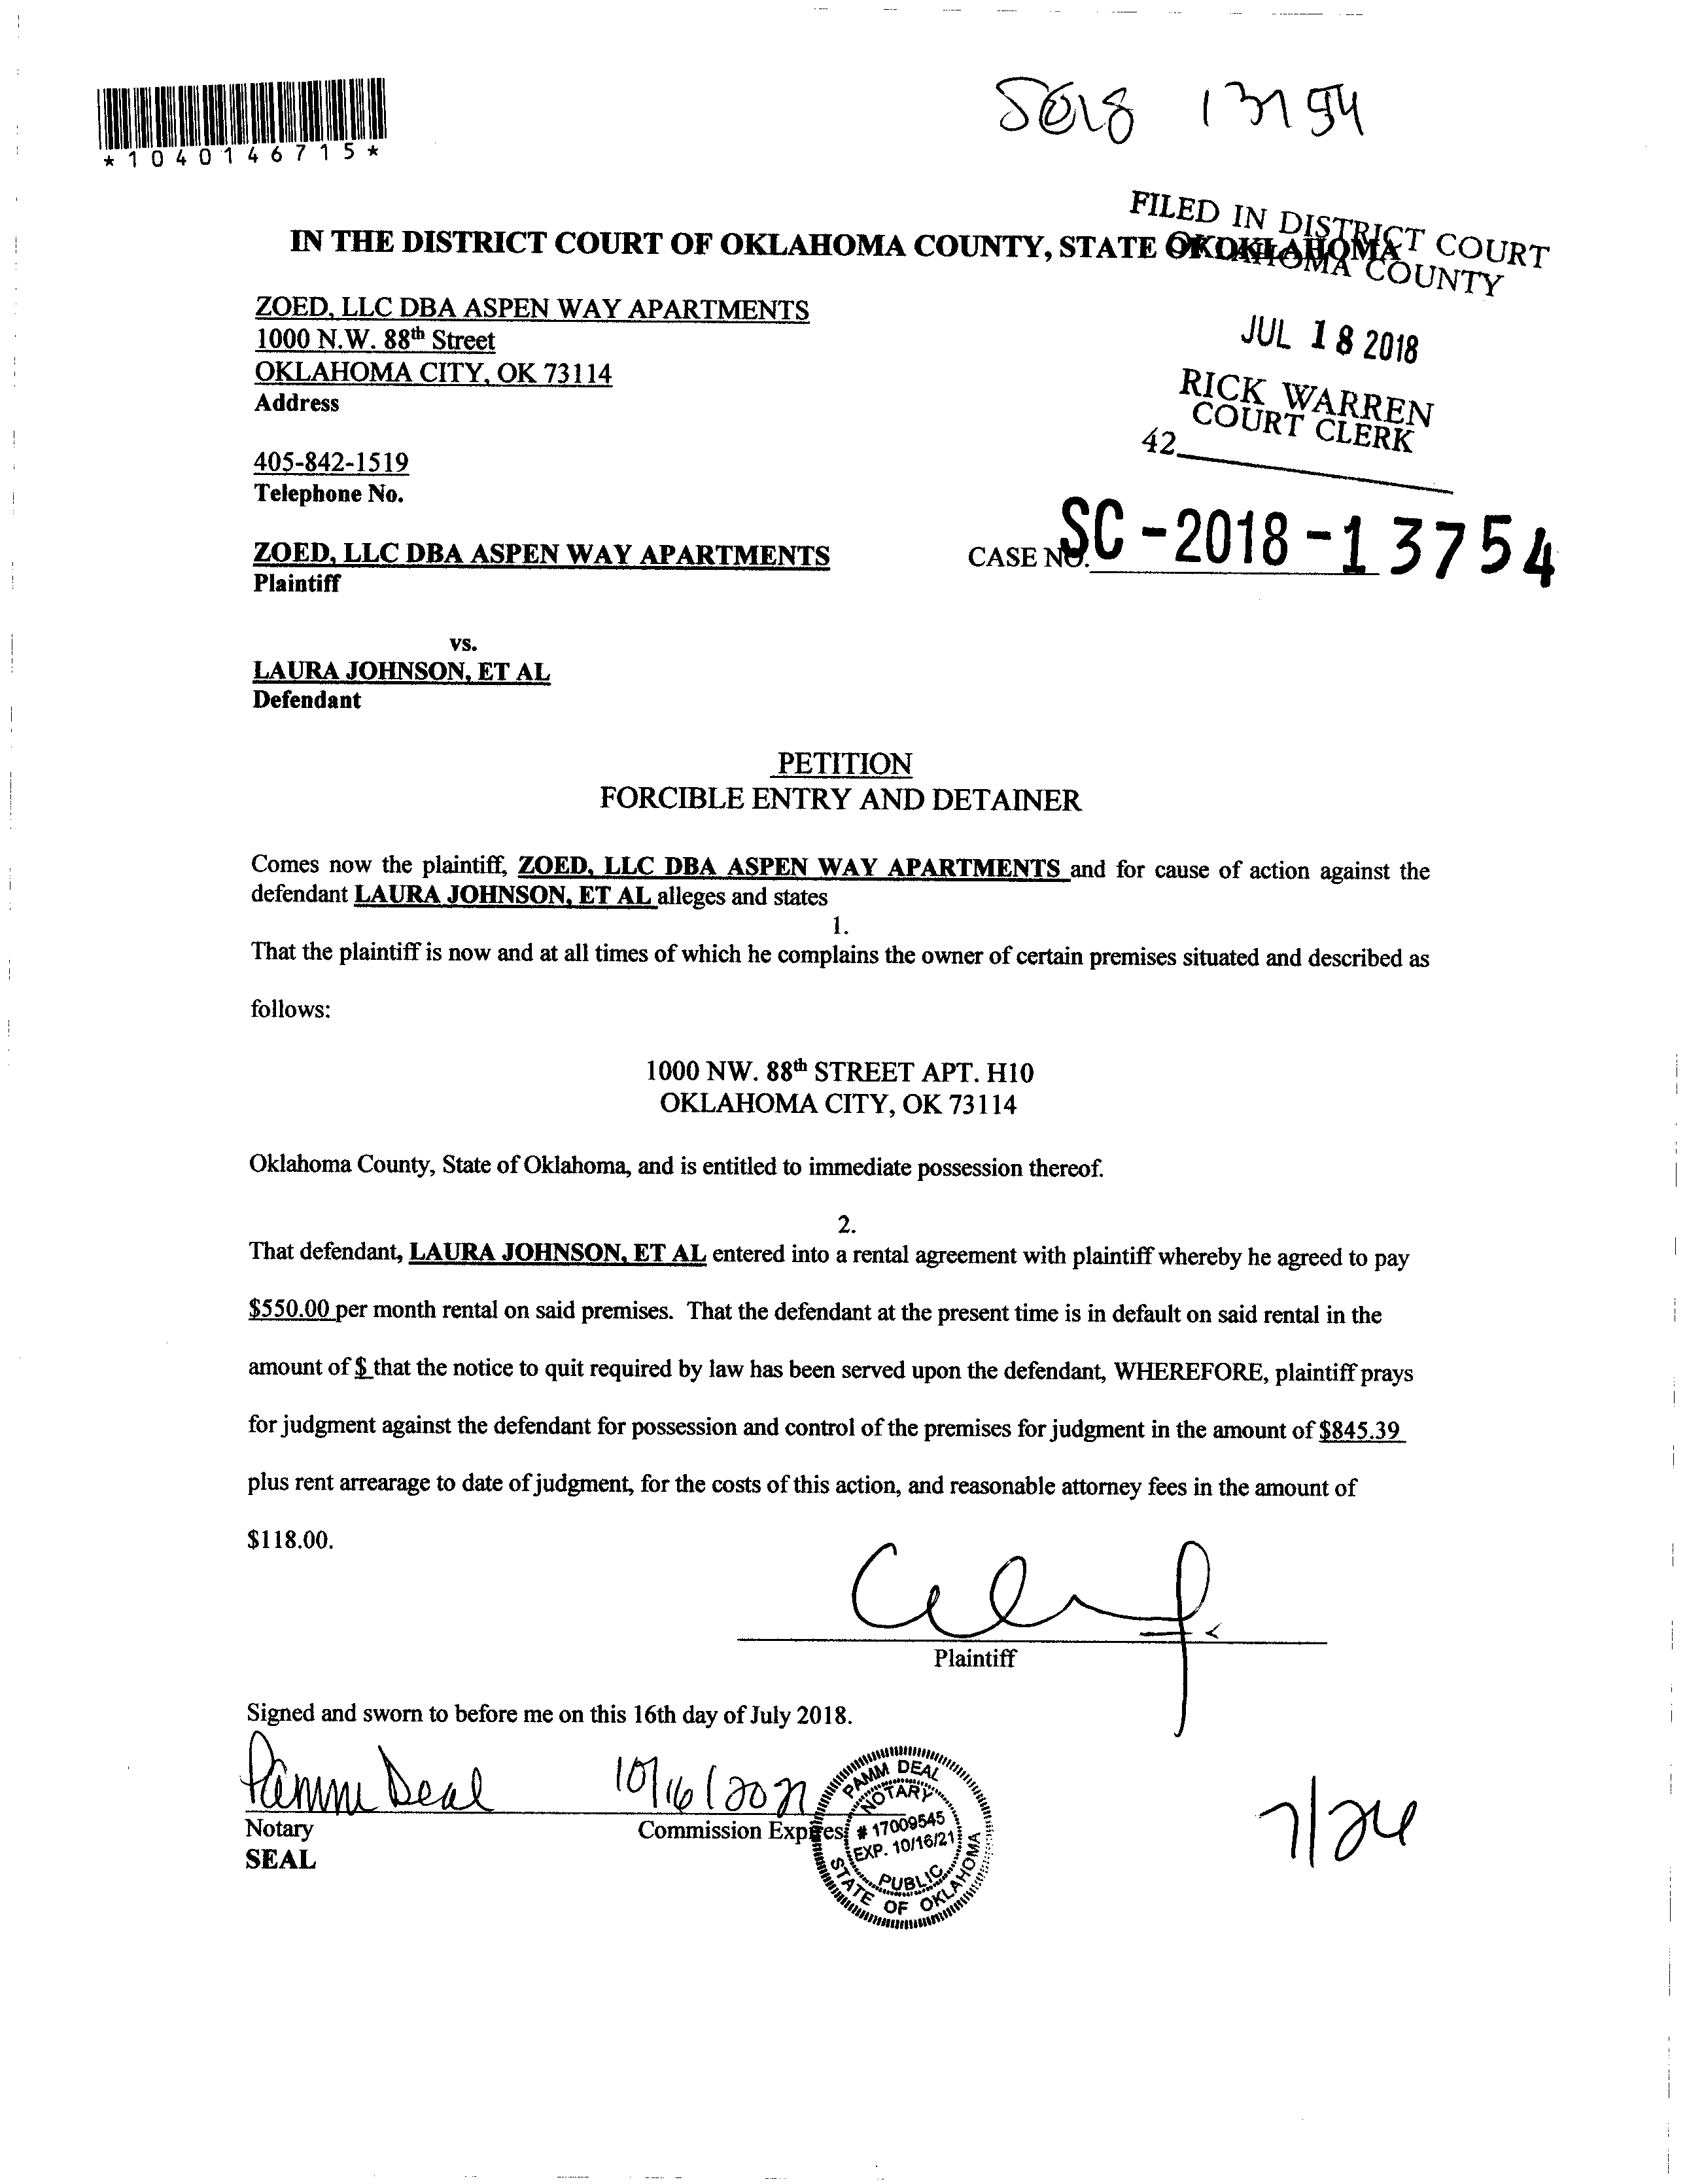 *1040146715*
FILED IN DISTRICT COURT
OKLAHOMA COUNTY
IN THE DISTRICT COURT OF OKLAHOMA COUNTY, STATE OF OKLAHOMA
ZOED, LLC DBA ASPEN WAY APARTMENTS
1000 N.W. 88th Street
OKLAHOMA CITY, OK 73114
Address
JUL 18 2018
RICK WARREN
COURT CLERK
42
405-842-1519
Telephone No.
ZOED, LLC DBA ASPEN WAY APARTMENTS
Plaintiff
CASE NO. SC-2018-13754
vs.
LAURA JOHNSON, ET AL
Defendant
PETITION
FORCIBLE ENTRY AND DETAINER
Comes now the plaintiff, ZOED, LLC DBA ASPEN WAY APARTMENTS and for cause of action against the
defendant LAURA JOHNSON, ET AL alleges and states
1.
That the plaintiff is now and at all times of which he complains the owner of certain premises situated and described as
follows:
1000 NW. 88th STREET APT. H10
OKLAHOMA CITY, OK 73114
Oklahoma County, State of Oklahoma, and is entitled to immediate possession thereof.
2.
That defendant, LAURA JOHNSON, ET AL entered into a rental agreement with plaintiff whereby he agreed to pay
$550.00 per month rental on said premises. That the defendant at the present time is in default on said rental in the
amount of $ that the notice to quit required by law has been served upon the defendant, WHEREFORE, plaintiff prays
for judgment against the defendant for possession and control of the premises for judgment in the amount of $845.39
plus rent arrearage to date of judgment, for the costs of this action, and reasonable attorney fees in the amount of
$118.00.
Plaintiff
Signed and sworn to before me on this 16th day of July 2018.
Pamm Deal 10/16/2021
Notary
Commission Expires
SEAL
PAMM DEAL
NOTARY
# 17009545
EXP. 10/16/21
PUBLIC
STATE OF OKLAHOMA
7/24